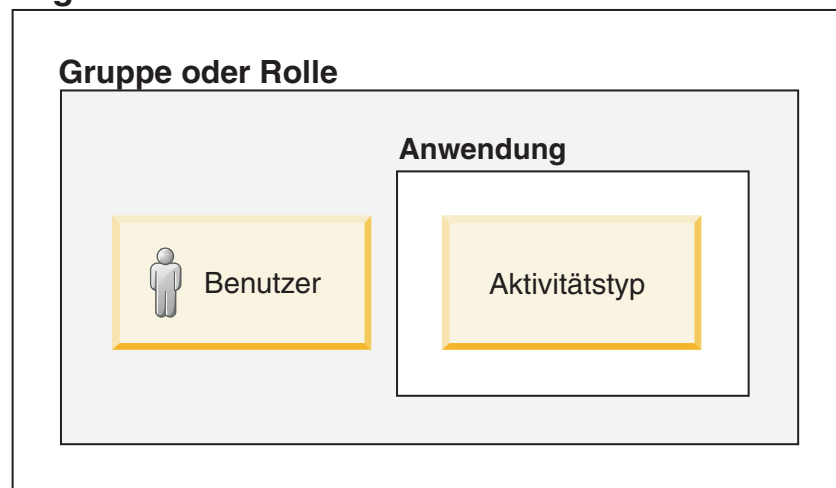 Gruppe oder Rolle
Anwendung
Benutzer
Aktivitätstyp